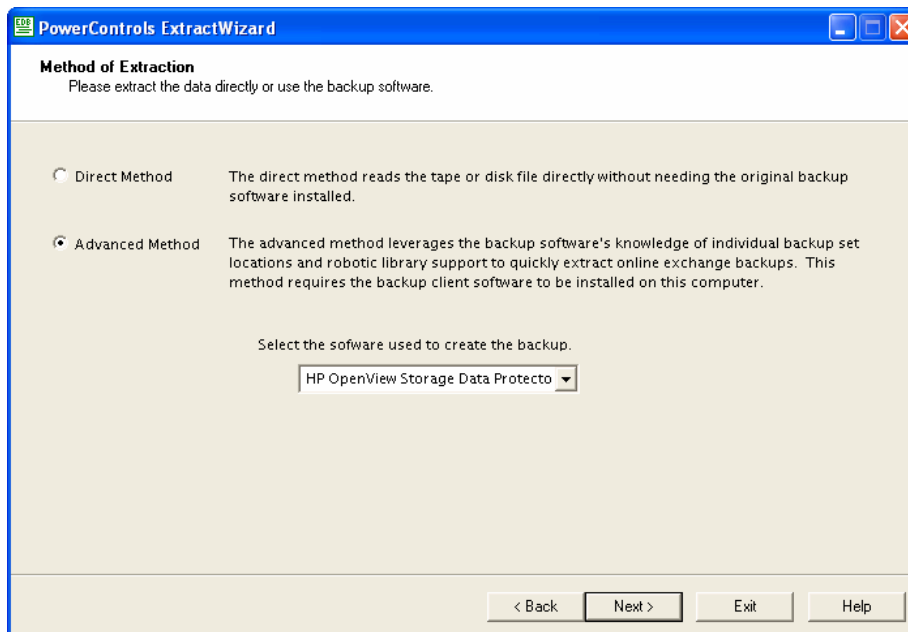 EDB
PowerControls ExtractWizard
Method of Extraction
Please extract the data directly or use the backup software.
Direct Method
The direct method reads the tape or disk file directly without needing the original backup
software installed.
Advanced Method
The advanced method leverages the backup software's knowledge of individual backup set
locations and robotic library support to quickly extract online exchange backups. This
method requires the backup client software to be installed on this computer.
Select the sofware used to create the backup.
HP OpenView Storage Data Protecto
< Back
Next >
Exit
Help